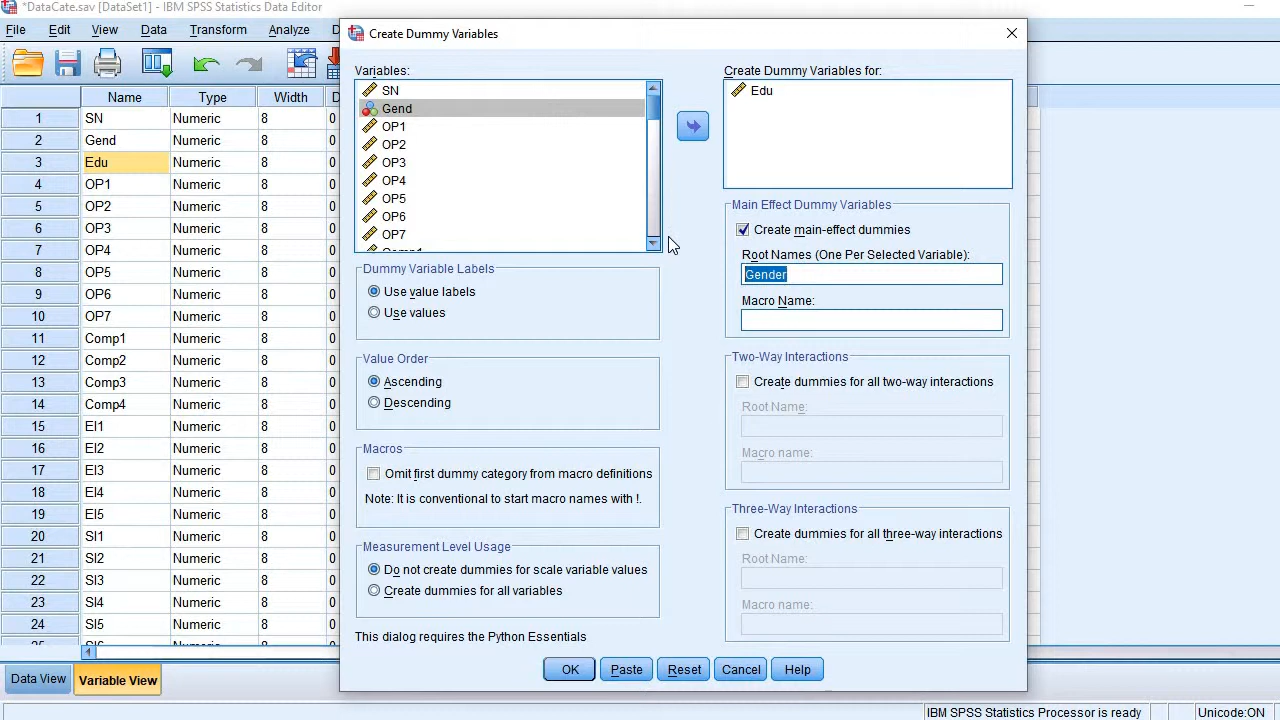 *DataCate.sav [DataSet1] - IBM SPSS Statistics Data Editor
File Edit View Data Transform Analyze
Name Type Width D
1 SN Numeric 8 0
2 Gend Numeric 8 0
3 Edu Numeric 8 0
4 OP1 Numeric 8 0
5 OP2 Numeric 8 0
6 OP3 Numeric 8 0
7 OP4 Numeric 8 0
8 OP5 Numeric 8 0
9 OP6 Numeric 8 0
10 OP7 Numeric 8 0
11 Comp1 Numeric 8 0
12 Comp2 Numeric 8 0
13 Comp3 Numeric 8 0
14 Comp4 Numeric 8 0
15 EI1 Numeric 8 0
16 EI2 Numeric 8 0
17 EI3 Numeric 8 0
18 EI4 Numeric 8 0
19 EI5 Numeric 8 0
20 SI1 Numeric 8 0
21 SI2 Numeric 8 0
22 SI3 Numeric 8 0
23 SI4 Numeric 8 0
24 SI5 Numeric 8 0
Data View Variable View
Create Dummy Variables
Variables:
SN
Gend
OP1
OP2
OP3
OP4
OP5
OP6
OP7
Comp1
Dummy Variable Labels
Use value labels
Use values
Value Order
Ascending
Descending
Macros
Omit first dummy category from macro definitions
Note: It is conventional to start macro names with !.
Measurement Level Usage
Do not create dummies for scale variable values
Create dummies for all variables
This dialog requires the Python Essentials
Create Dummy Variables for:
Edu
Main Effect Dummy Variables
Create main-effect dummies
Root Names (One Per Selected Variable):
Gender
Macro Name:
Two-Way Interactions
Create dummies for all two-way interactions
Root Name:
Macro name:
Three-Way Interactions
Create dummies for all three-way interactions
Root Name:
Macro name:
OK Paste Reset Cancel Help
IBM SPSS Statistics Processor is ready Unicode:ON